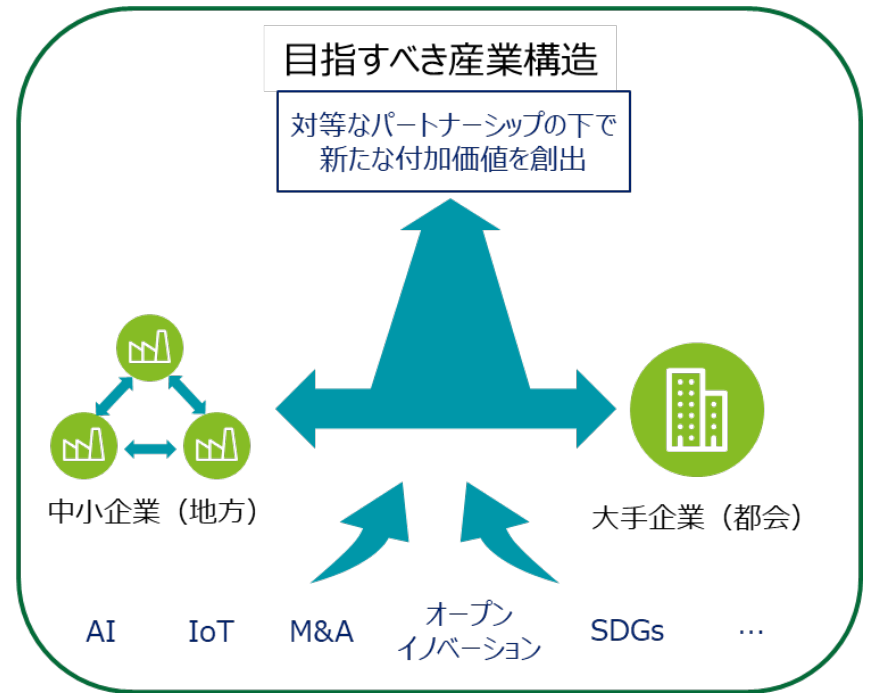 目指すべき産業構造
対等なパートナーシップの下で
新たな付加価値を創出
中小企業（地方）
大手企業（都会）
AI
IoT
M&A
オープン
イノベーション
SDGs
…